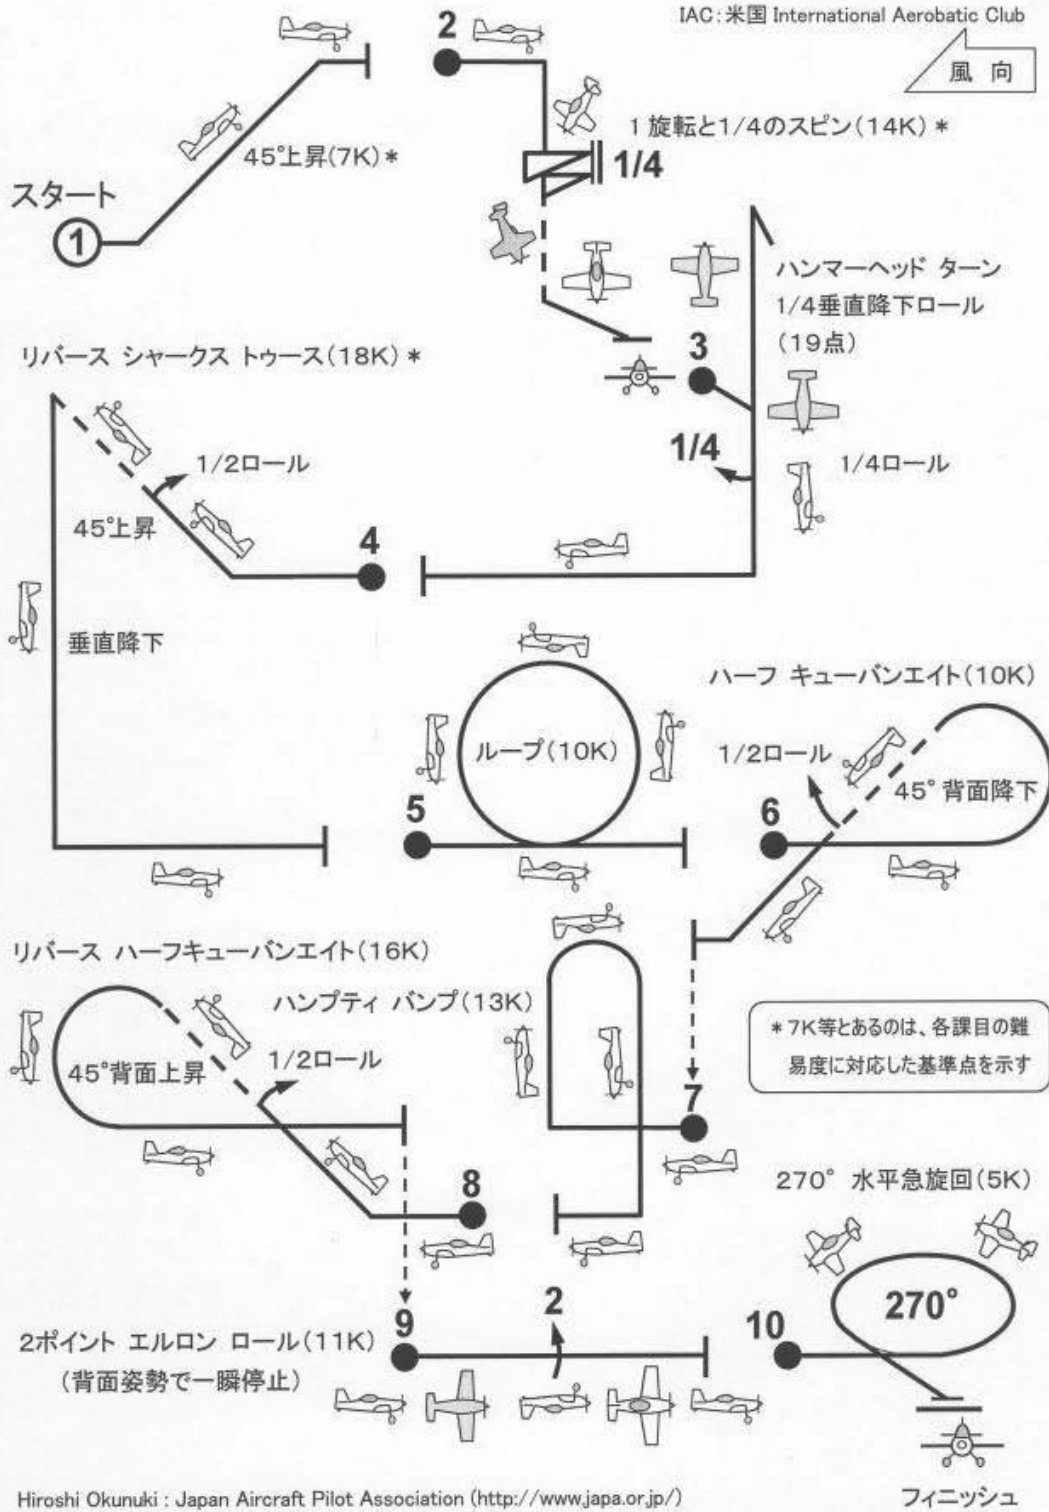 IAC:米国 International Aerobatic Club
風 向
2
1旋転と1/4のスピン(14K)*
1/4
45°上昇(7K)*
スタート
1
ハンマーヘッド ターン
1/4垂直降下ロール
(19点)
3
リバース シャークス トゥース(18K)*
1/4
1/4ロール
1/2ロール
45°上昇
4
垂直降下
ハーフ キューバンエイト(10K)
ループ(10K)
1/2ロール
45°背面降下
5
6
リバース ハーフキューバンエイト(16K)
ハンプティ バンプ(13K)
*7K等とあるのは、各課目の難
易度に対応した基準点を示す
1/2ロール
45°背面上昇
7
270° 水平急旋回(5K)
8
270°
2
9
10
2ポイント エルロン ロール(11K)
(背面姿勢で一瞬停止)
フィニッシュ
Hiroshi Okunuki : Japan Aircraft Pilot Association (http://www.japa.or.jp/)